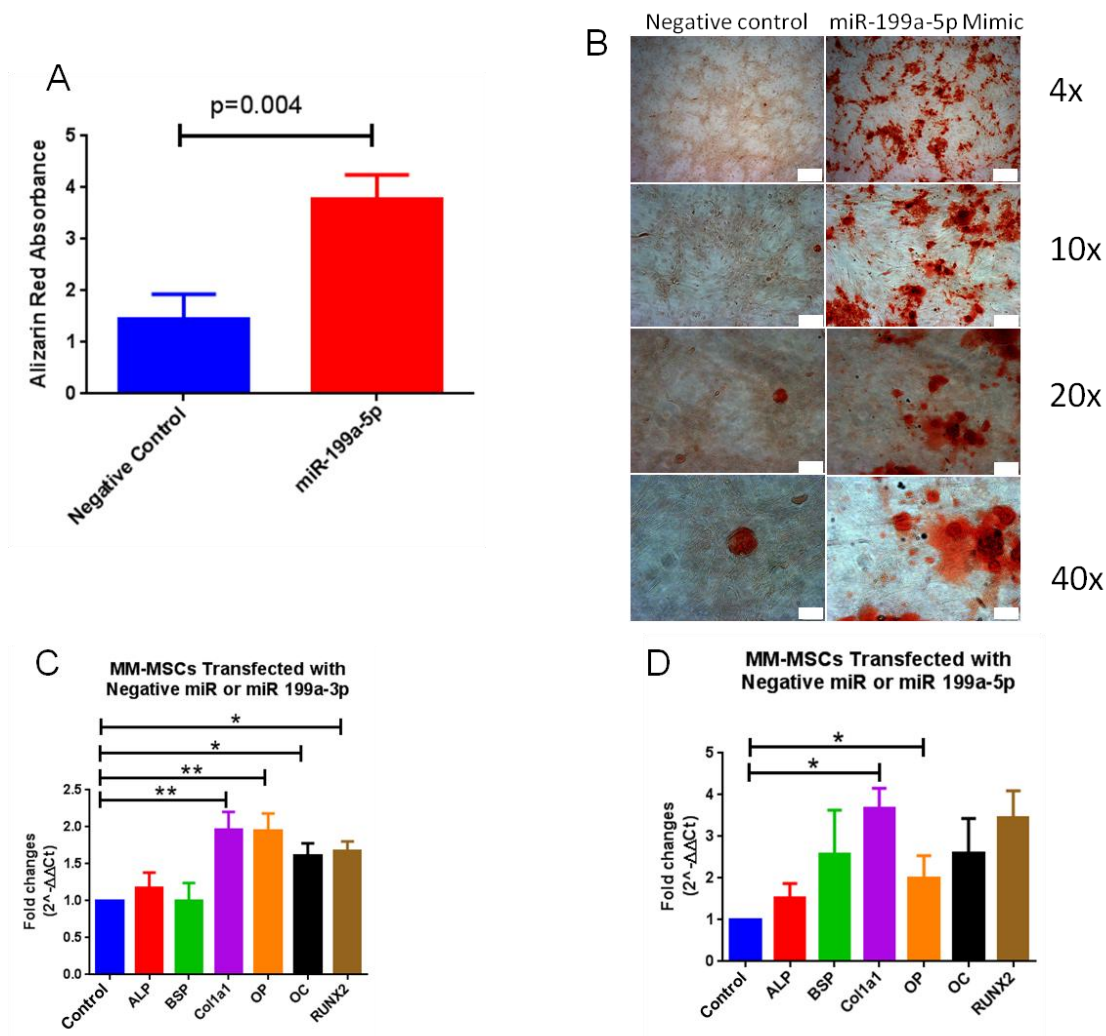 A
p=0.004
Alizarin Red Absorbance
5
4
3
2
1
0
Negative Control
miR-199a-5p
B
Negative control
miR-199a-5p Mimic
4x
10x
20x
40x
C
MM-MSCs Transfected with
Negative miR or miR 199a-3p
*
*
**
**
Fold changes
(2^-ΔΔCt)
2.5
2.0
1.5
1.0
0.5
0.0
Control
ALP
BSP
Col1a1
OP
OC
RUNX2
D
MM-MSCs Transfected with
Negative miR or miR 199a-5p
*
*
Fold changes
(2^-ΔΔCt)
5
4
3
2
1
0
Control
ALP
BSP
Col1a1
OP
OC
RUNX2